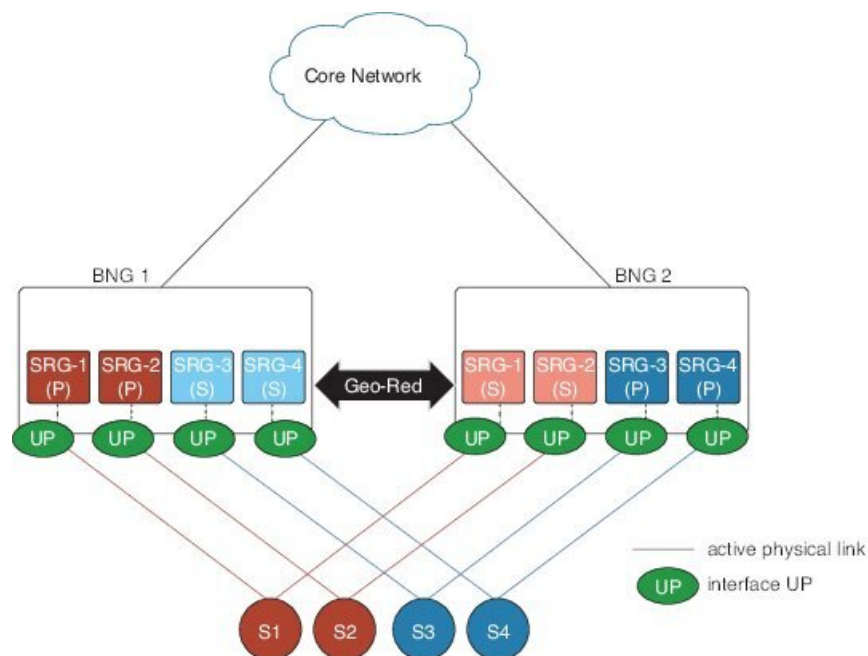 Core Network
BNG 1
BNG 2
SRG-1
(P)
SRG-2
(P)
SRG-3
(S)
SRG-4
(S)
Geo-Red
SRG-1
(S)
SRG-2
(S)
SRG-3
(P)
SRG-4
(P)
UP
UP
UP
UP
UP
UP
UP
UP
active physical link
UP
interface UP
S1
S2
S3
S4